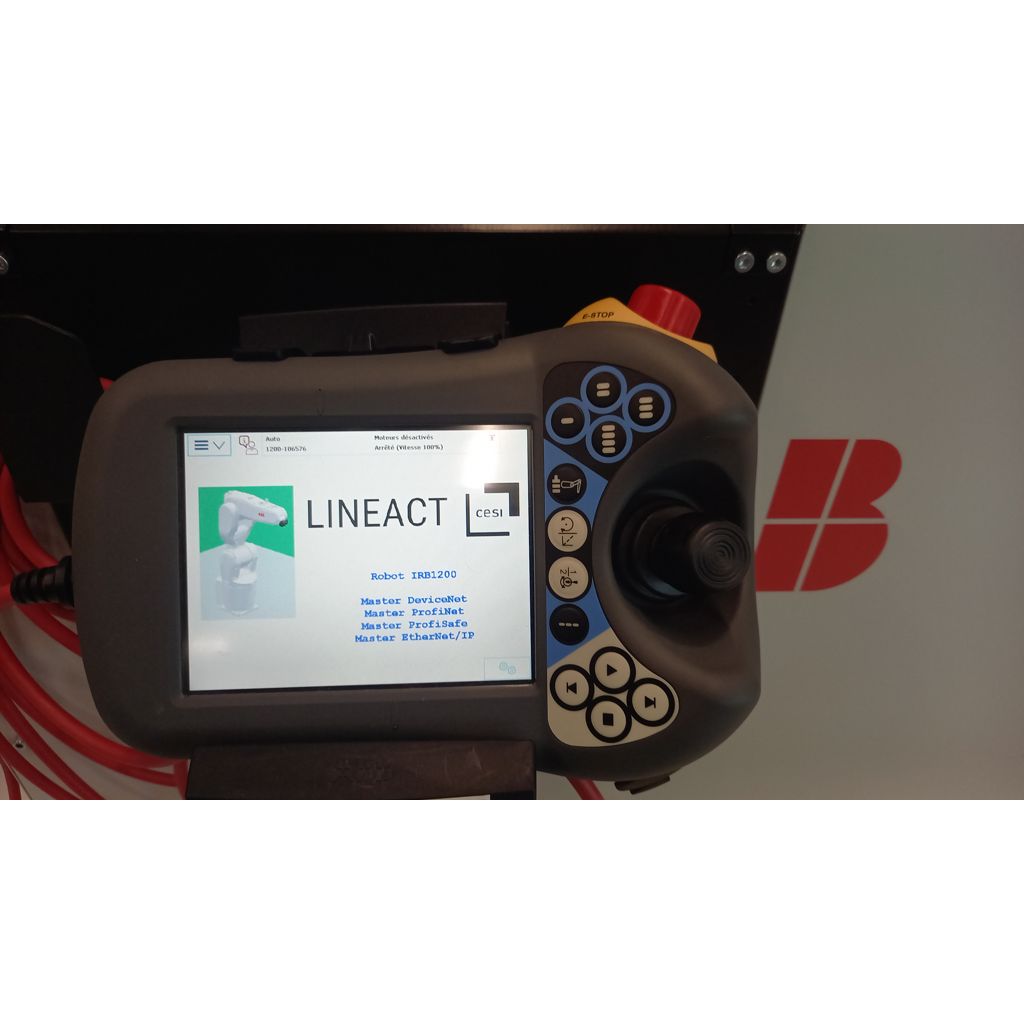 E-STOP
Auto
1200-106576
Moteurs désactivés
Arrêté (Vitesse 100%)
LINEACT
cesi
Robot IRB1200
Master DeviceNet
Master ProfiNet
Master ProfiSafe
Master EtherNet/IP
B